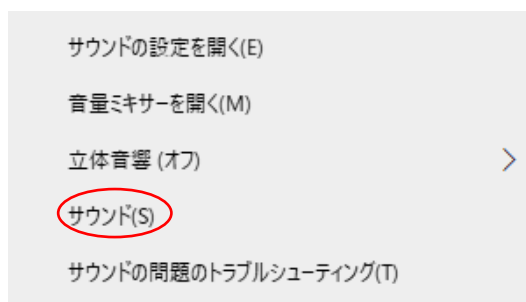 サウンドの設定を開く(E)
音量ミキサーを開く(M)
立体音響 (オフ)
サウンド(S)
サウンドの問題のトラブルシューティング(T)